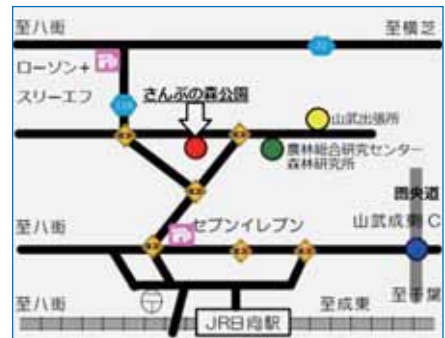 至八街
至横芝
ローソン+
スリーエフ
さんぶの森公園
山武出張所
農林総合研究センター
森林研究所
圏央道
至八街
セブンイレブン
山武成東 C
至八街
至成東
至千葉
JR日向駅